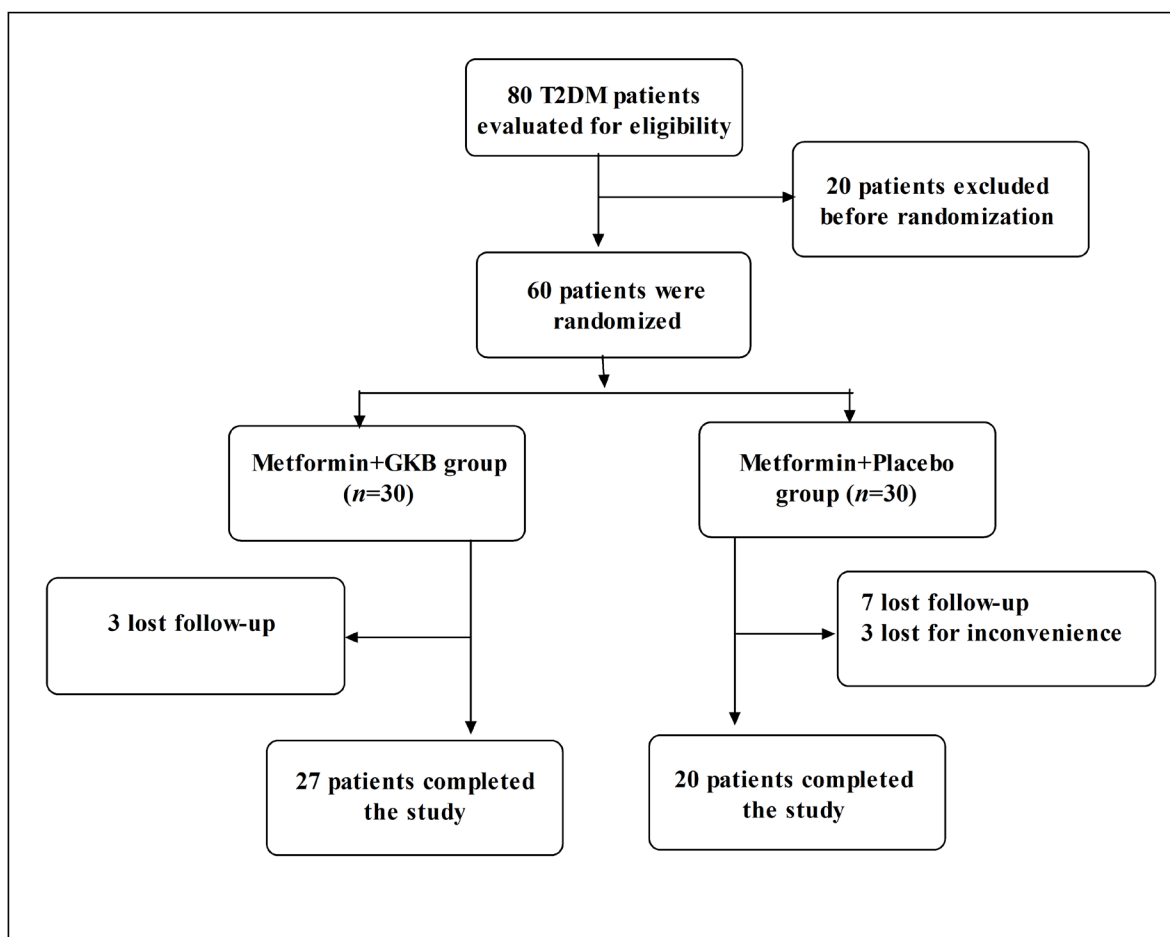 80 T2DM patients
evaluated for eligibility
20 patients excluded
before randomization
60 patients were
randomized
Metformin+GKB group
(n=30)
Metformin+Placebo
group (n=30)
3 lost follow-up
7 lost follow-up
3 lost for inconvenience
27 patients completed
the study
20 patients completed
the study